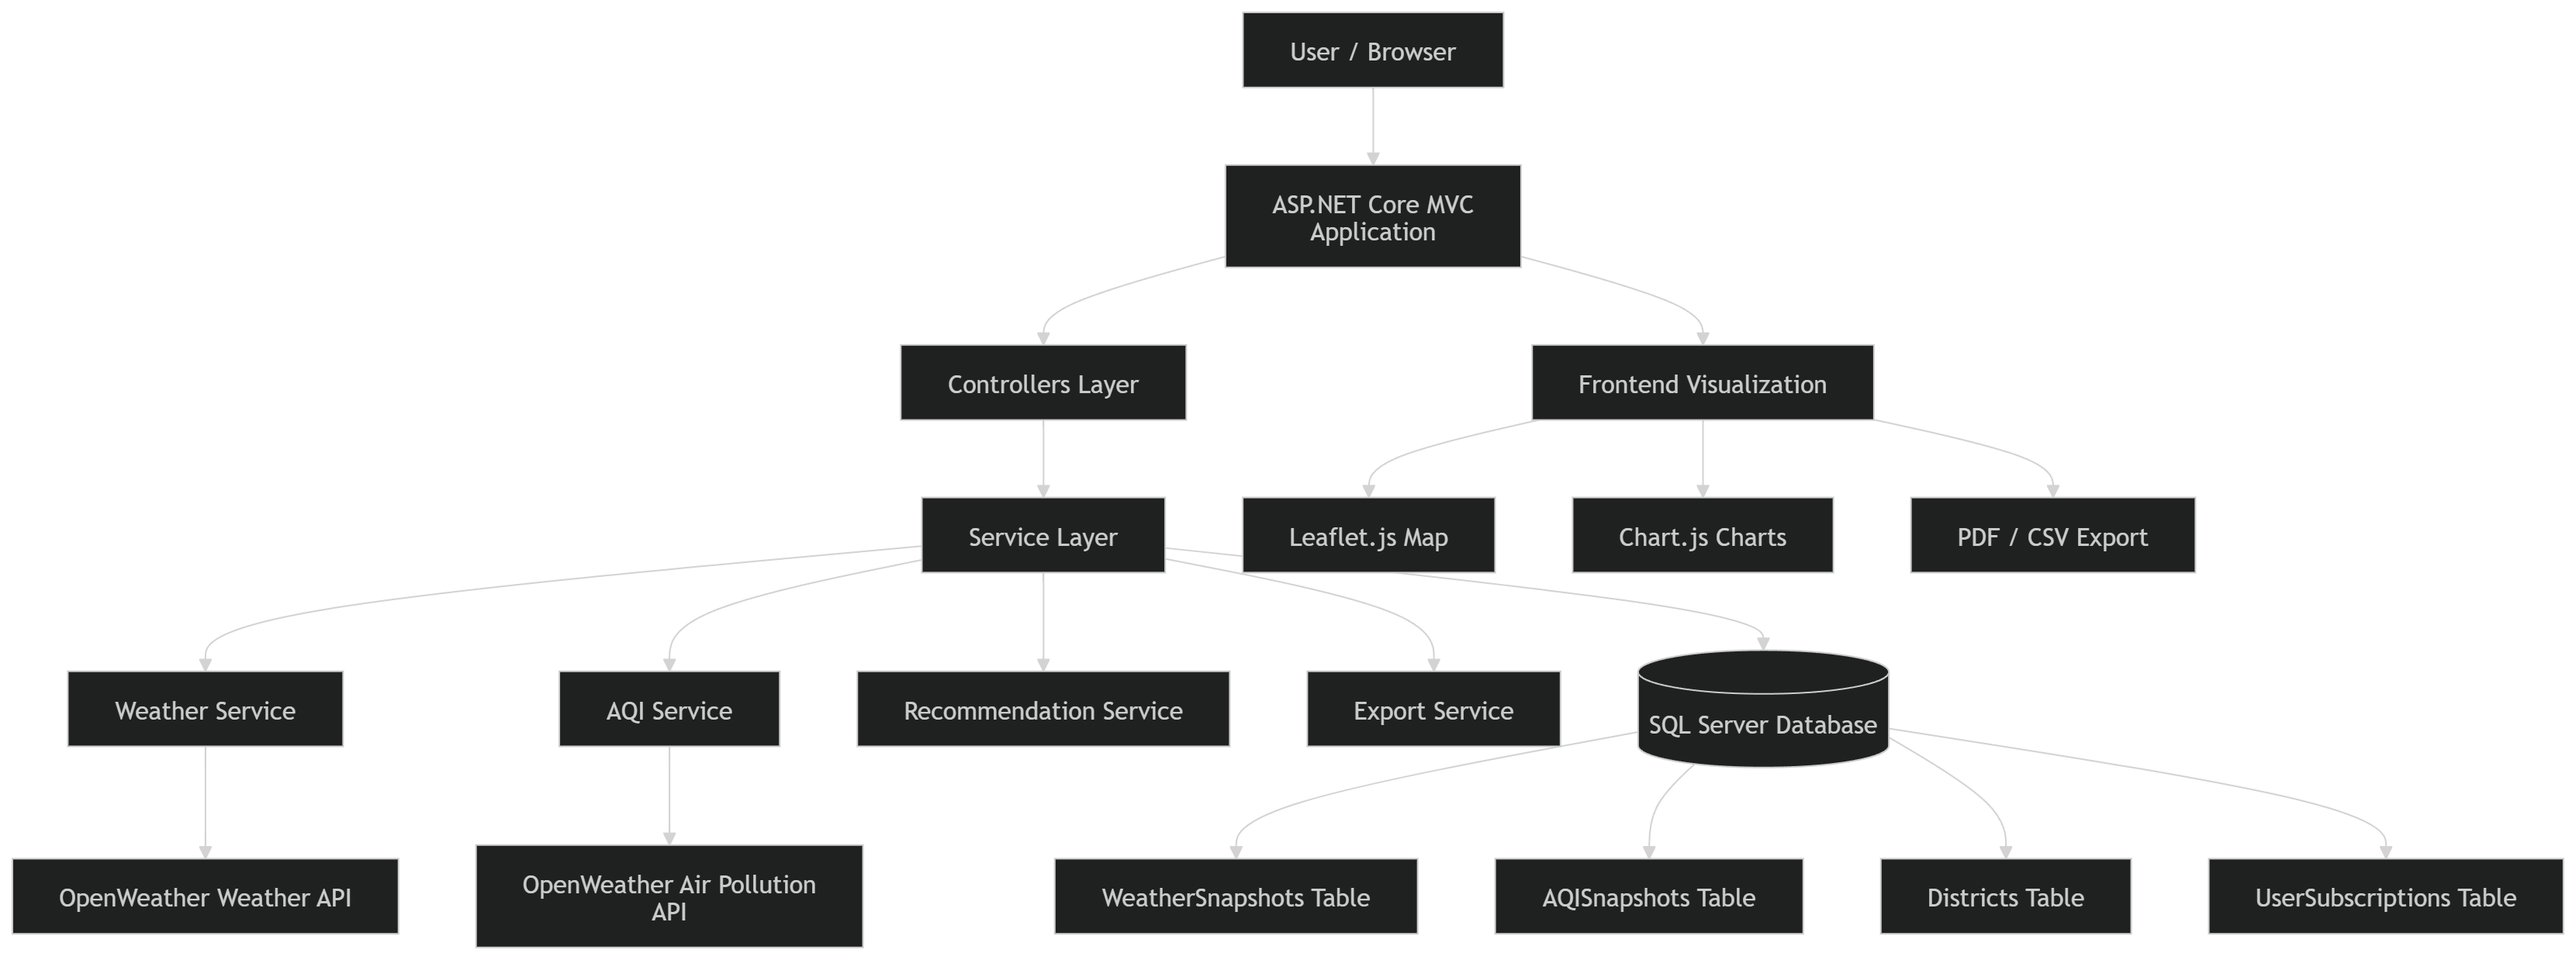 User / Browser
ASP.NET Core MVC
Application
Controllers Layer
Frontend Visualization
Service Layer
Leaflet.js Map
Chart.js Charts
PDF / CSV Export
Weather Service
AQI Service
Recommendation Service
Export Service
SQL Server Database
OpenWeather Weather API
OpenWeather Air Pollution
API
WeatherSnapshots Table
AQISnapshots Table
Districts Table
UserSubscriptions Table